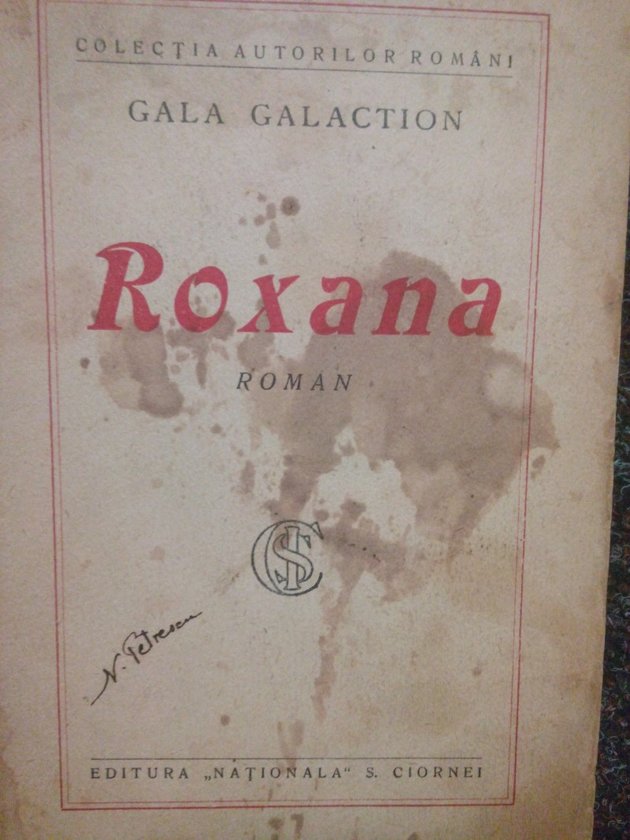 COLECȚIA AUTORILOR ROMÂNI
GALA GALACTION
Roxana
ROMAN
N. Petrescu
EDITURA „NAȚIONALA“ S. CIORNEI